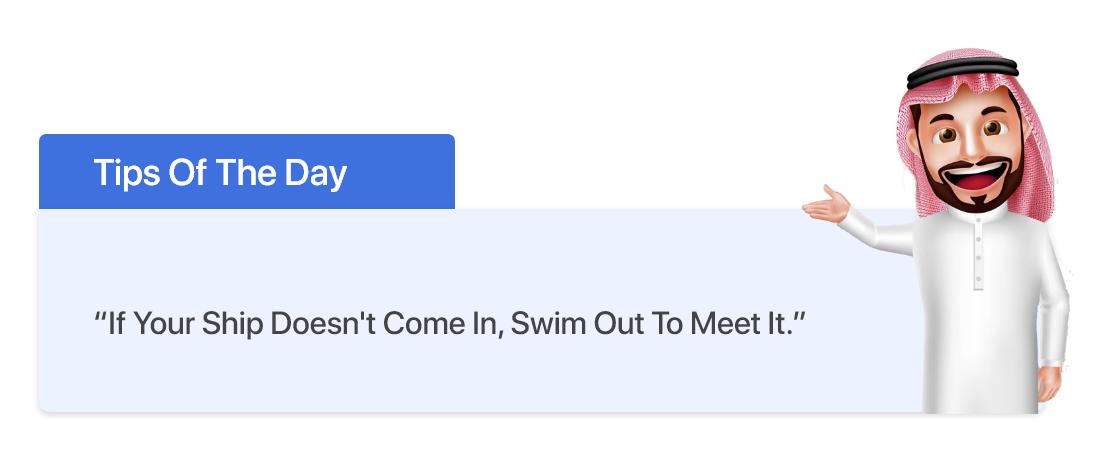 Tips Of The Day
“If Your Ship Doesn't Come In, Swim Out To Meet It.”